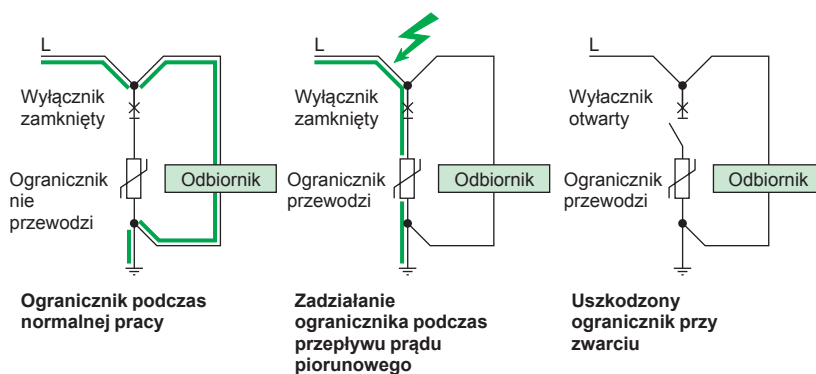 L
Wyłącznik
zamknięty
Ogranicznik
nie
przewodzi
Odbiornik
Ogranicznik podczas
normalnej pracy
L
Wyłącznik
zamknięty
Ogranicznik
przewodzi
Odbiornik
Zadziałanie
ogranicznika podczas
przepływu prądu
piorunowego
L
Wyłacznik
otwarty
Ogranicznik
przewodzi
Odbiornik
Uszkodzony
ogranicznik przy
zwarciu